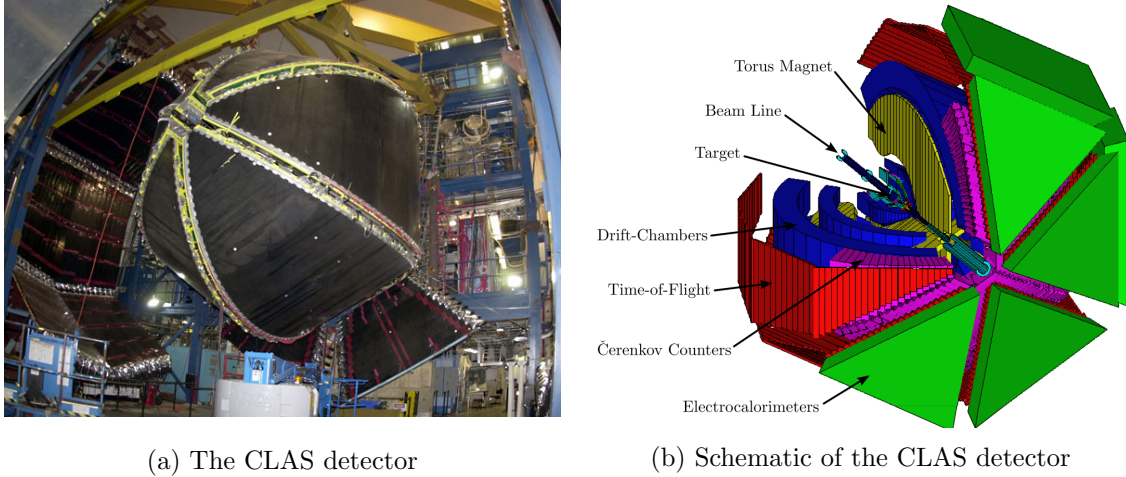 Torus Magnet
Beam Line
Target
Drift-Chambers
Time-of-Flight
Čerenkov Counters
Electrocalorimeters
(a) The CLAS detector
(b) Schematic of the CLAS detector